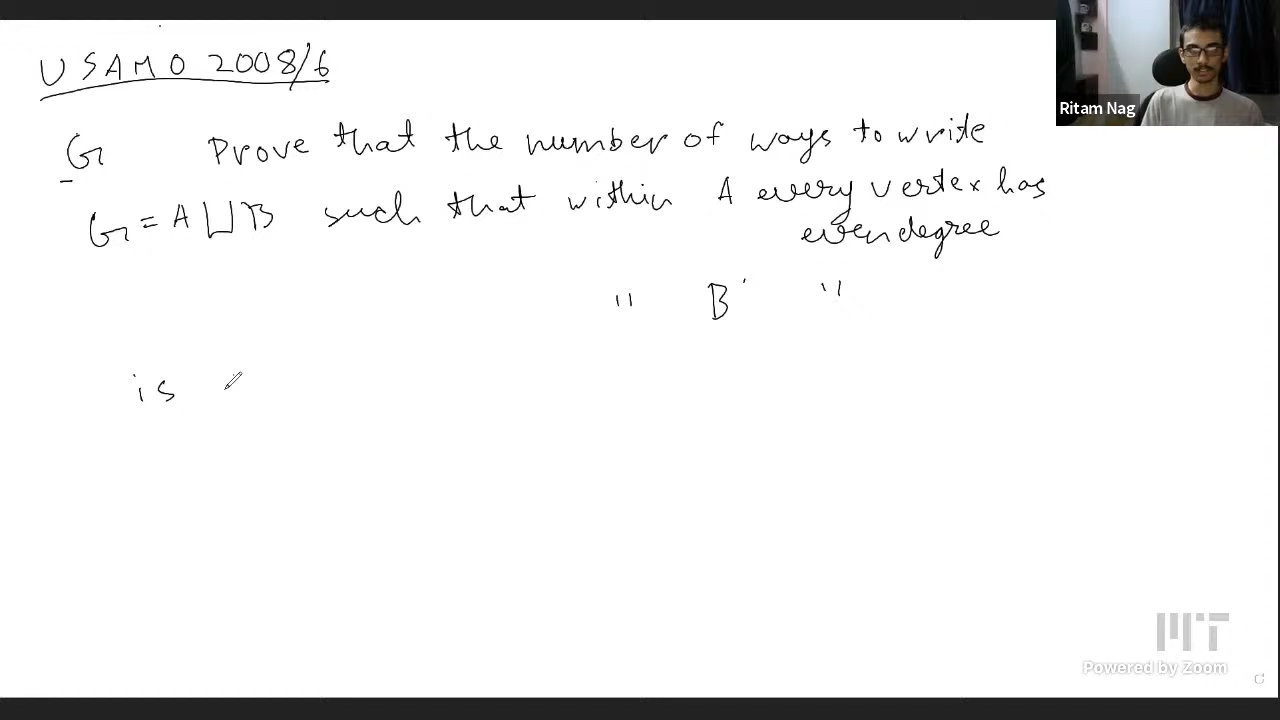 USAMO 2008/6
G Prove that the number of ways to write
G = A ⊔ B such that within A every vertex has
even degree
" B "
is
Ritam Nag
MIT
Powered by Zoom